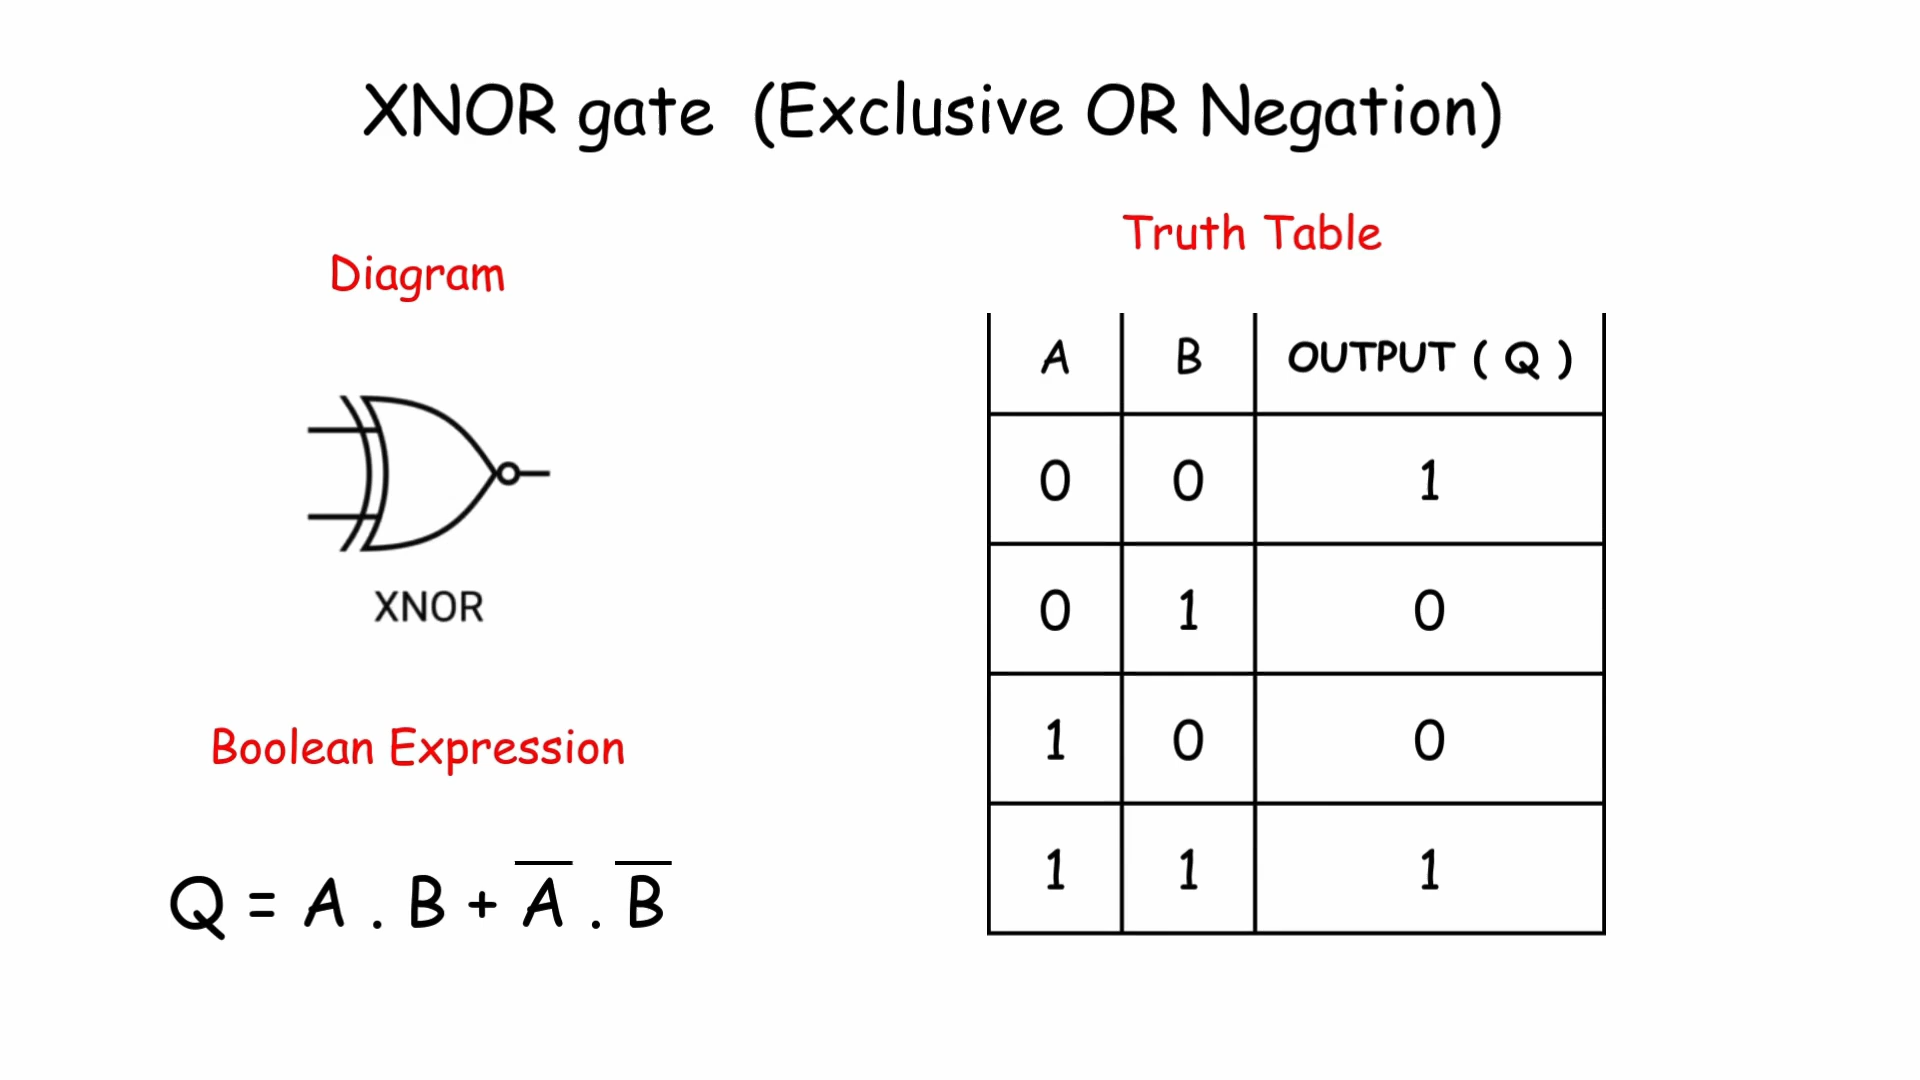 XNOR gate (Exclusive OR Negation)
Diagram
XNOR
Boolean Expression
Q = A . B + A̅ . B̅
Truth Table
A B OUTPUT ( Q )
0 0 1
0 1 0
1 0 0
1 1 1